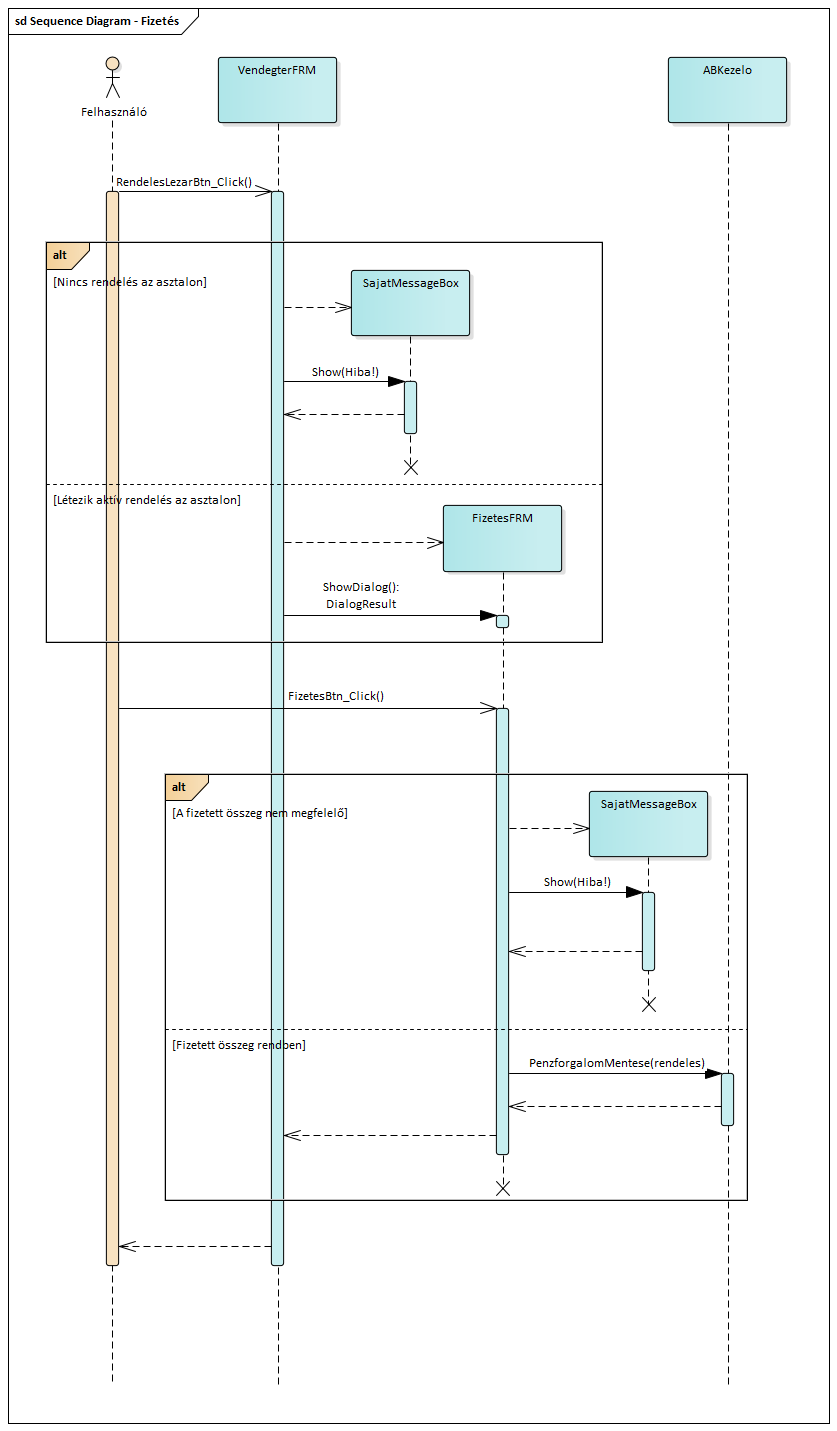 sd Sequence Diagram - Fizetés
Felhasználó
VendegterFRM
ABKezelo
RendelesLezarBtn_Click()
alt
[Nincs rendelés az asztalon]
SajatMessageBox
Show(Hiba!)
[Létezik aktív rendelés az asztalon]
FizetesFRM
ShowDialog():
DialogResult
FizetesBtn_Click()
alt
SajatMessageBox
[A fizetett összeg nem megfelelő]
Show(Hiba!)
[Fizetett összeg rendben]
PenzforgalomMentese(rendeles)